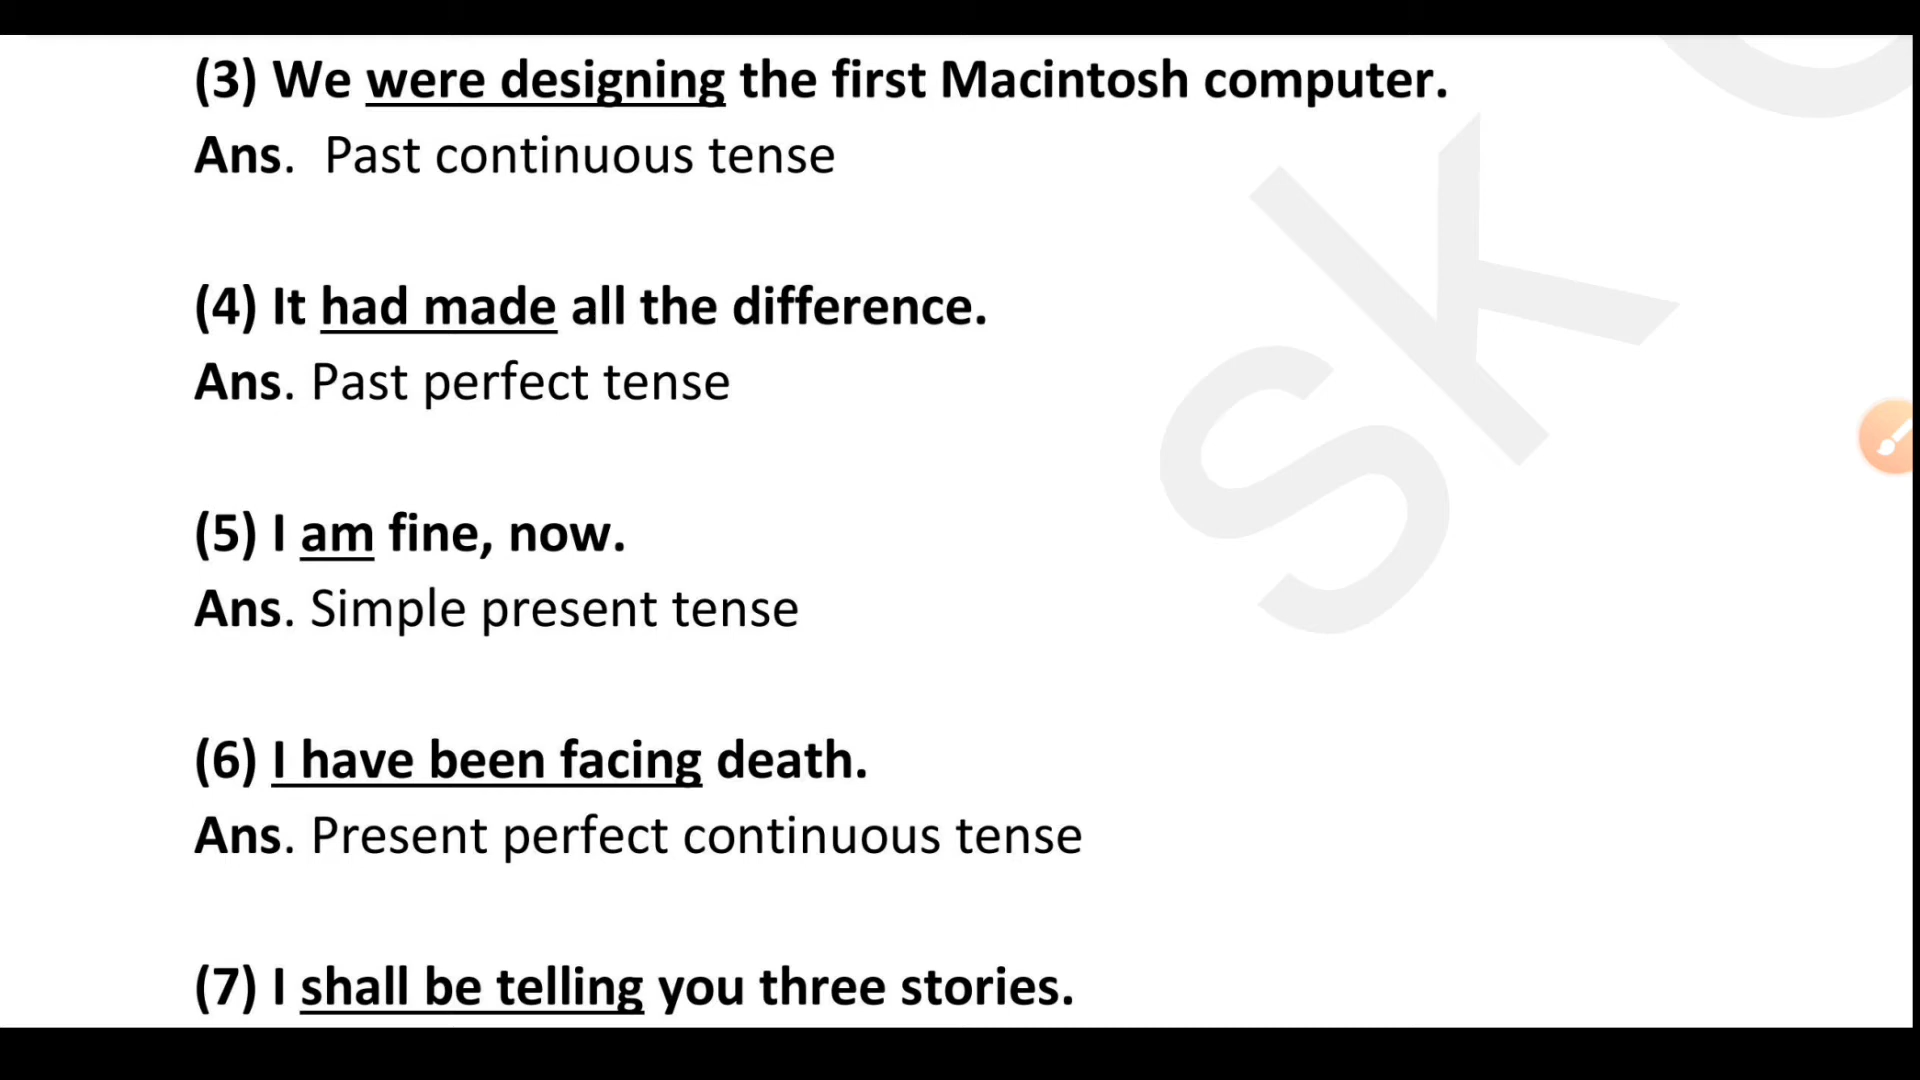 (3) We were designing the first Macintosh computer.
Ans. Past continuous tense
(4) It had made all the difference.
Ans. Past perfect tense
(5) I am fine, now.
Ans. Simple present tense
(6) I have been facing death.
Ans. Present perfect continuous tense
(7) I shall be telling you three stories.
SK